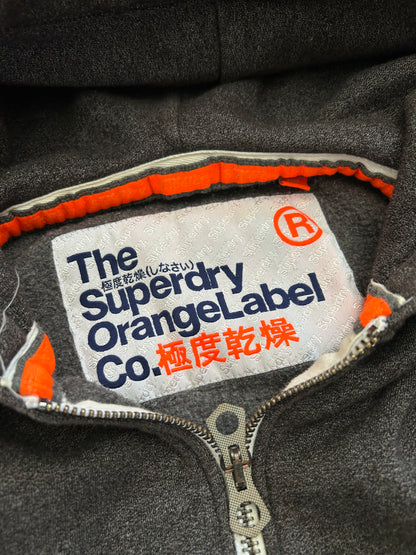 ®
The
極度乾燥(しなさい)
Superdry
OrangeLabel
Co.極度乾燥